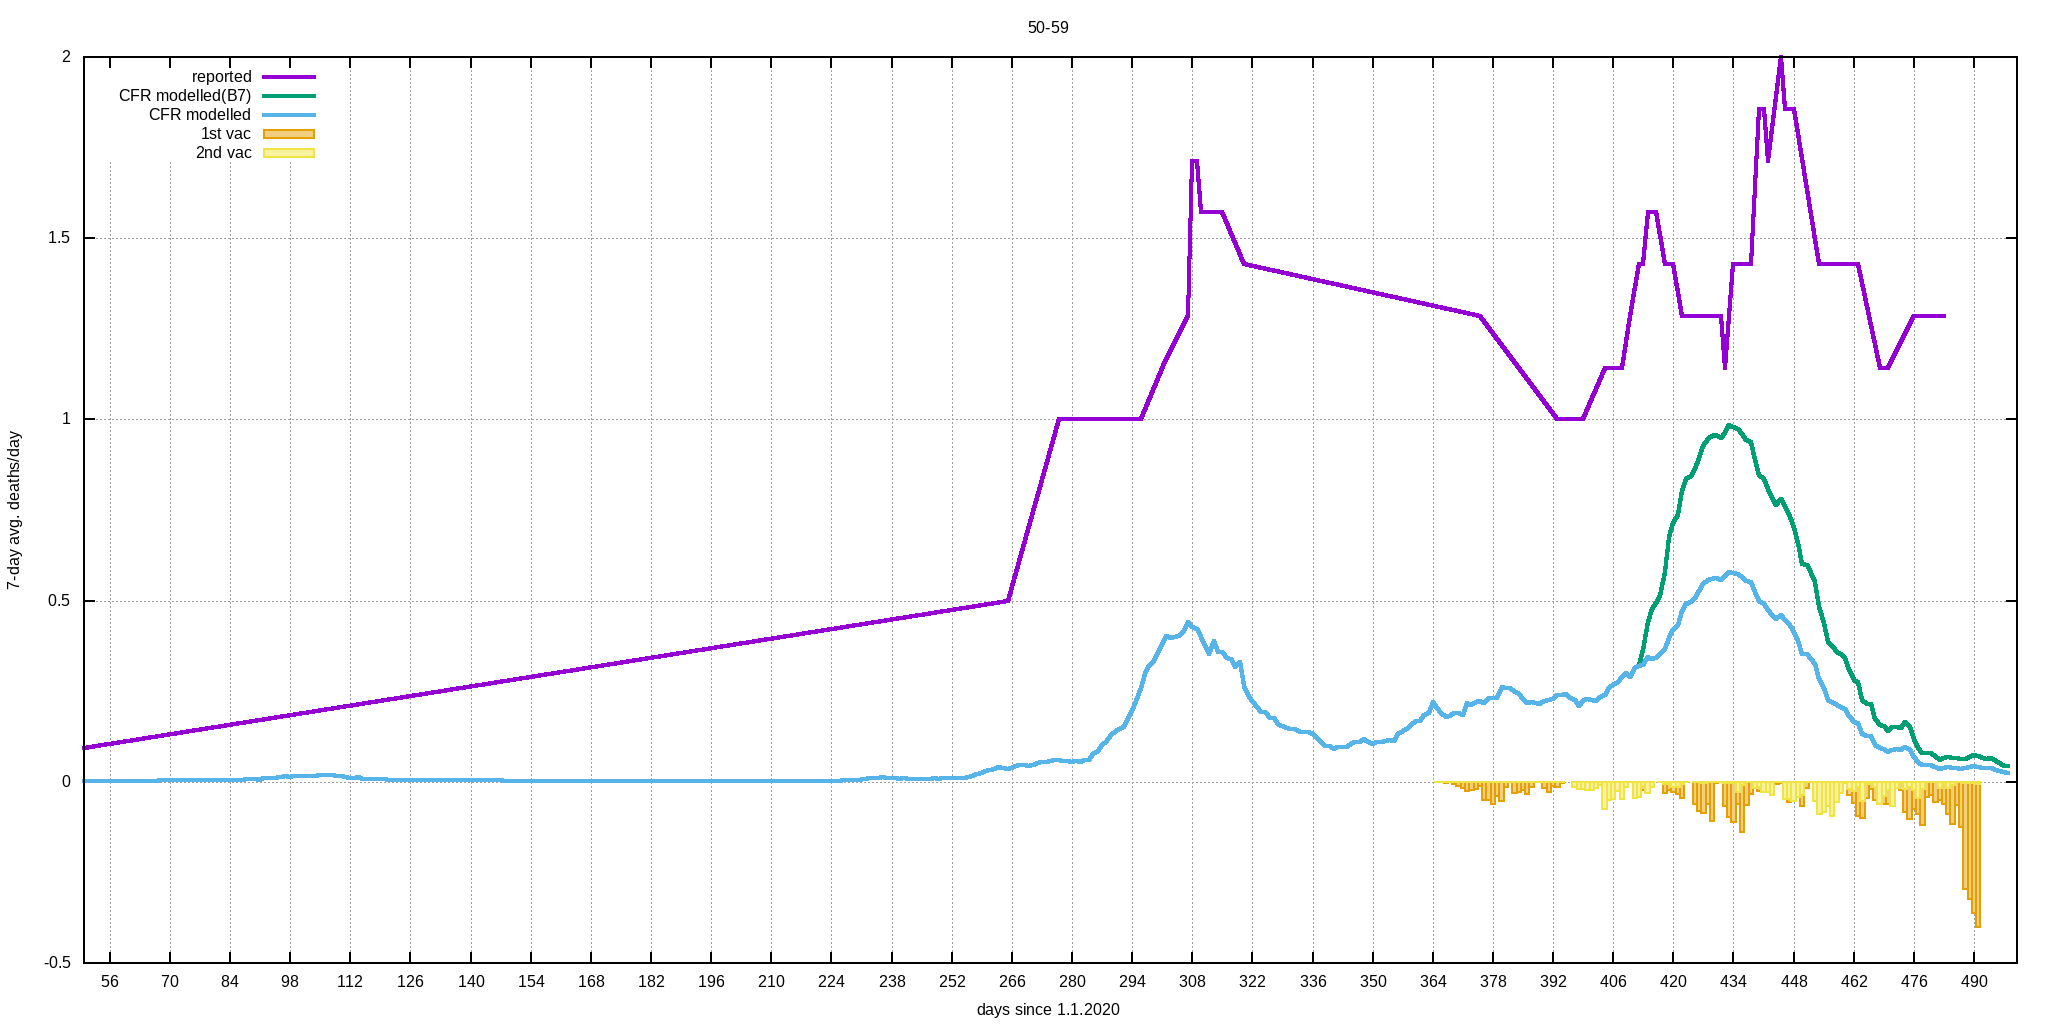 50-59
reported
CFR modelled(B7)
CFR modelled
1st vac
2nd vac
7-day avg. deaths/day
2
1.5
1
0.5
0
-0.5
56 70 84 98 112 126 140 154 168 182 196 210 224 238 252 266 280 294 308 322 336 350 364 378 392 406 420 434 448 462 476 490
days since 1.1.2020